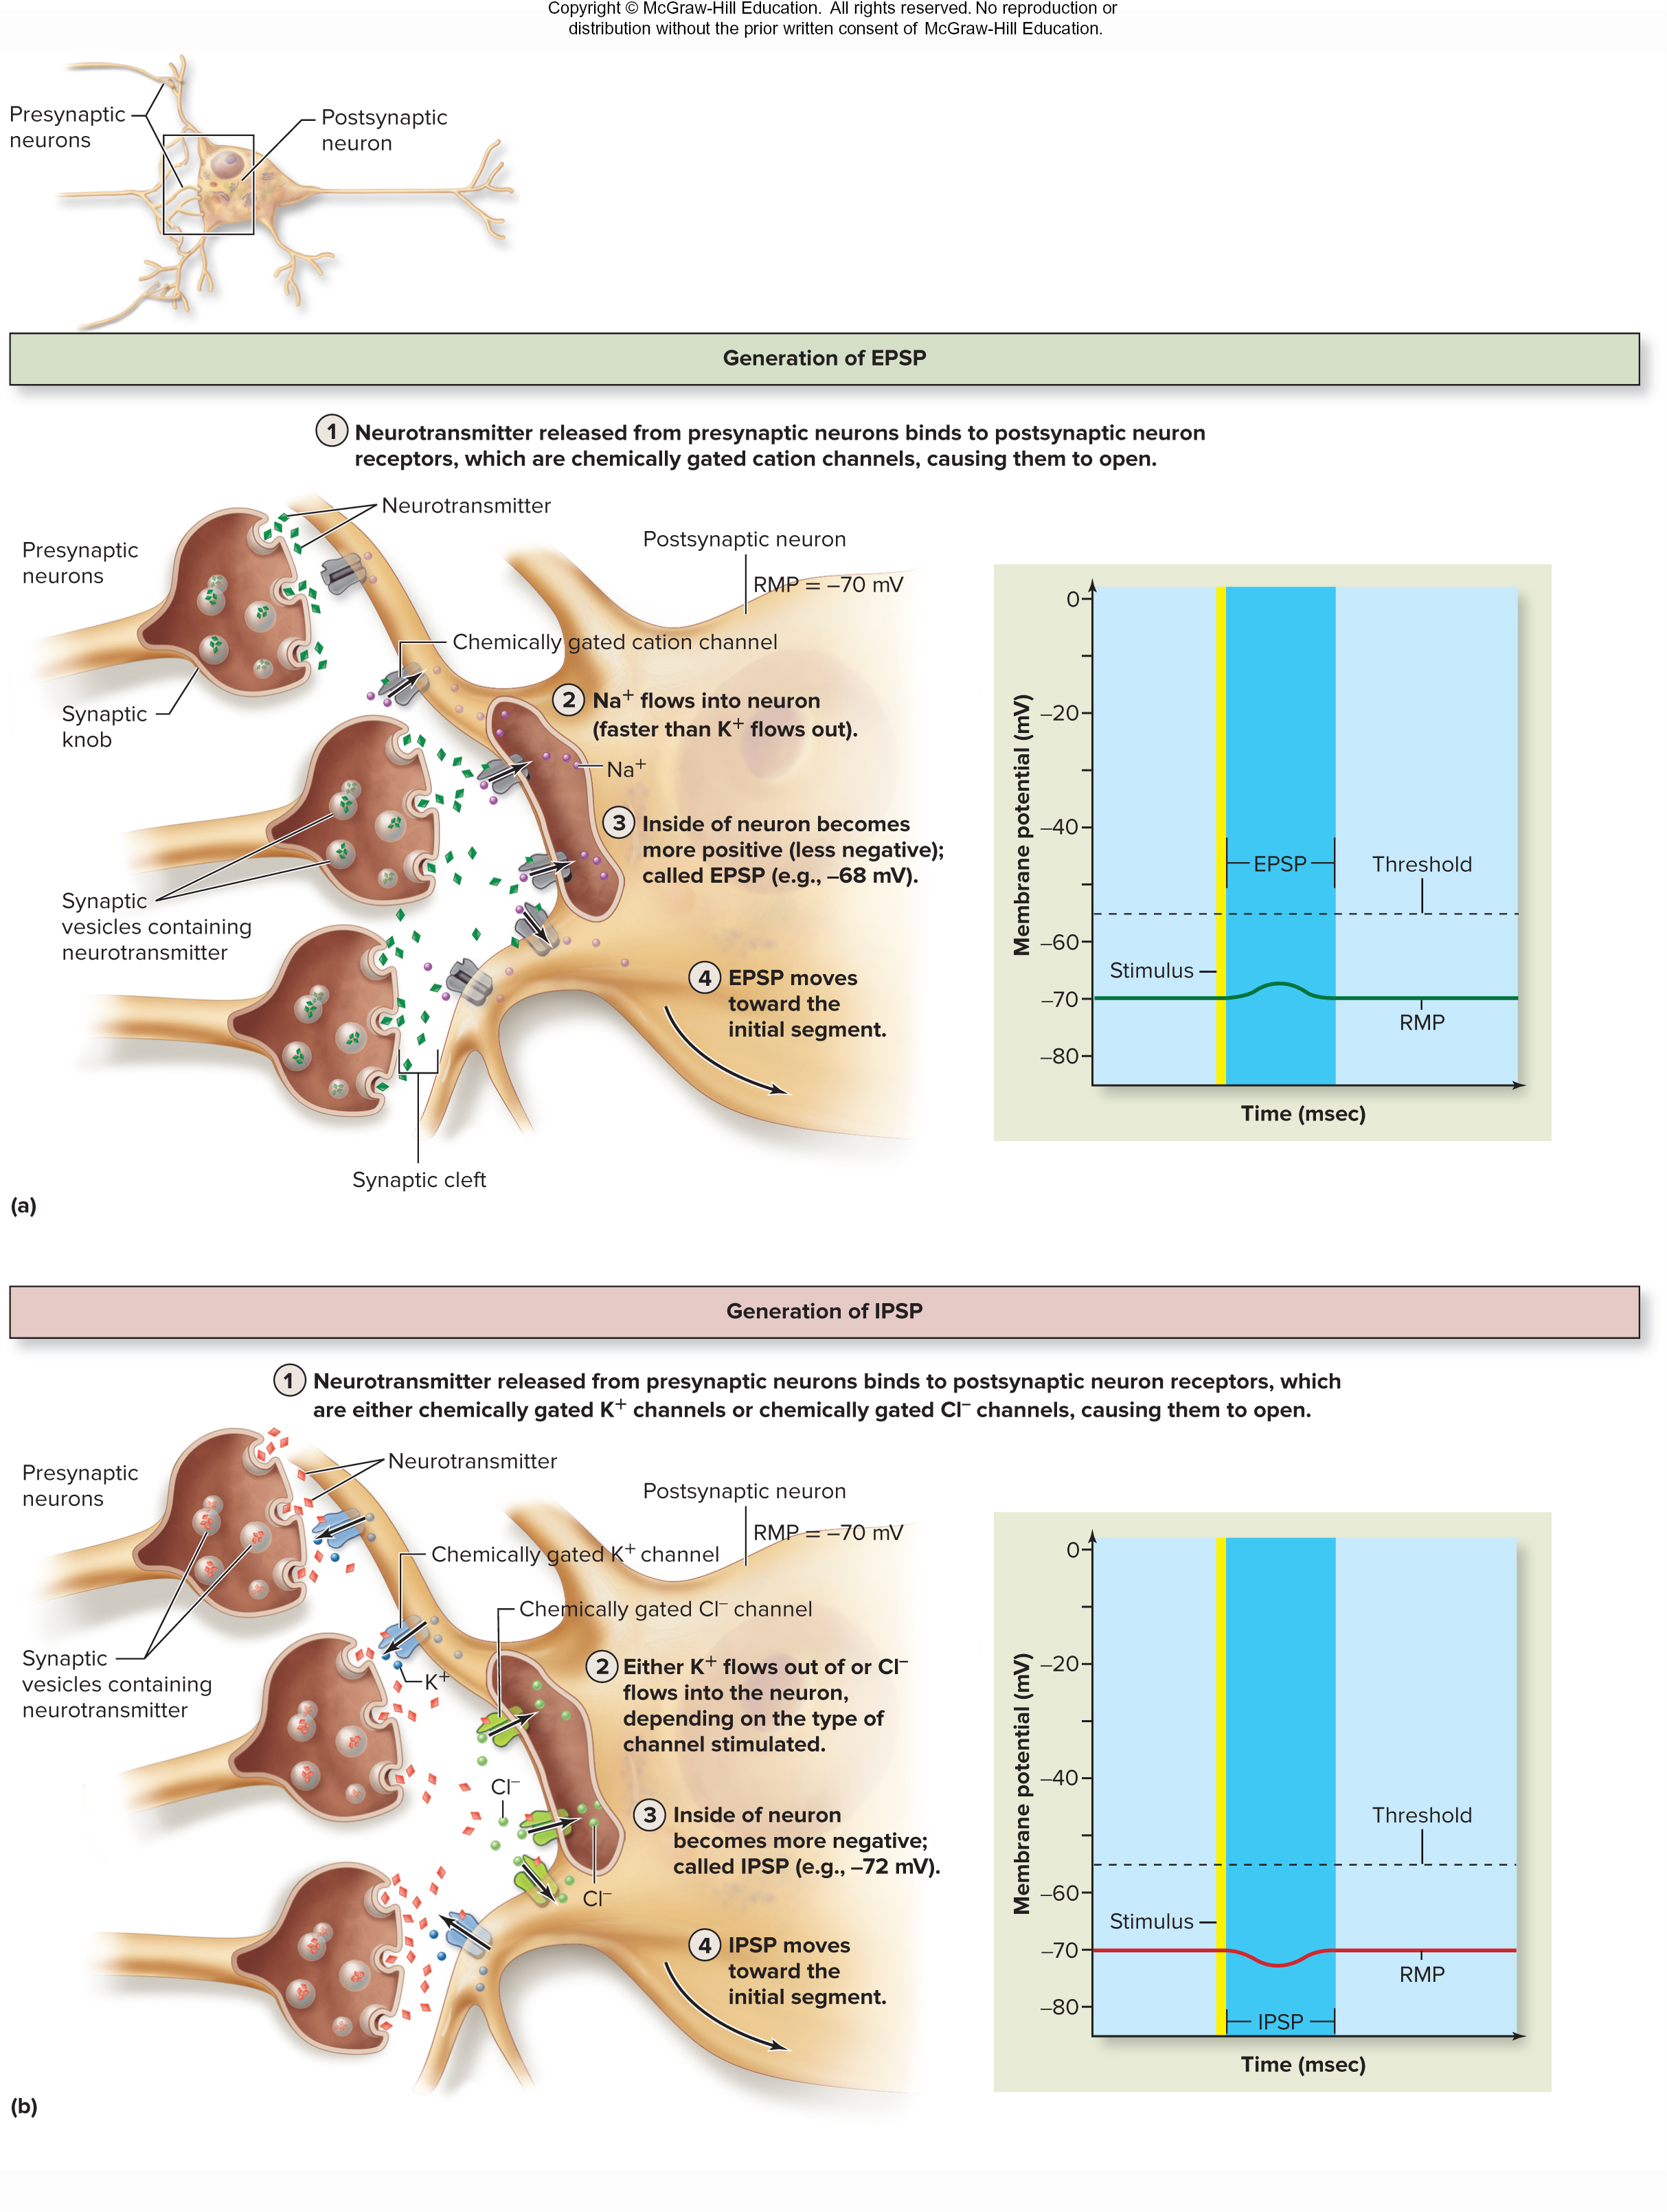 Copyright © McGraw-Hill Education. All rights reserved. No reproduction or
distribution without the prior written consent of McGraw-Hill Education.
Presynaptic
neurons
Postsynaptic
neuron
Generation of EPSP
1 Neurotransmitter released from presynaptic neurons binds to postsynaptic neuron
receptors, which are chemically gated cation channels, causing them to open.
Neurotransmitter
Presynaptic
neurons
Postsynaptic neuron
RMP = –70 mV
Chemically gated cation channel
Synaptic
knob
2 Na⁺ flows into neuron
(faster than K⁺ flows out).
Na⁺
3 Inside of neuron becomes
more positive (less negative);
called EPSP (e.g., –68 mV).
Synaptic
vesicles containing
neurotransmitter
4 EPSP moves
toward the
initial segment.
Synaptic cleft
(a)
Membrane potential (mV)
0
–20
–40
–60
–70
–80
EPSP
Threshold
Stimulus
RMP
Time (msec)
Generation of IPSP
1 Neurotransmitter released from presynaptic neurons binds to postsynaptic neuron receptors, which
are either chemically gated K⁺ channels or chemically gated Cl⁻ channels, causing them to open.
Neurotransmitter
Presynaptic
neurons
Postsynaptic neuron
RMP = –70 mV
Chemically gated K⁺ channel
Chemically gated Cl⁻ channel
Synaptic
vesicles containing
neurotransmitter
K⁺
2 Either K⁺ flows out of or Cl⁻
flows into the neuron,
depending on the type of
channel stimulated.
Cl⁻
3 Inside of neuron
becomes more negative;
called IPSP (e.g., –72 mV).
Cl⁻
4 IPSP moves
toward the
initial segment.
(b)
Membrane potential (mV)
0
–20
–40
–60
–70
–80
Threshold
Stimulus
RMP
IPSP
Time (msec)